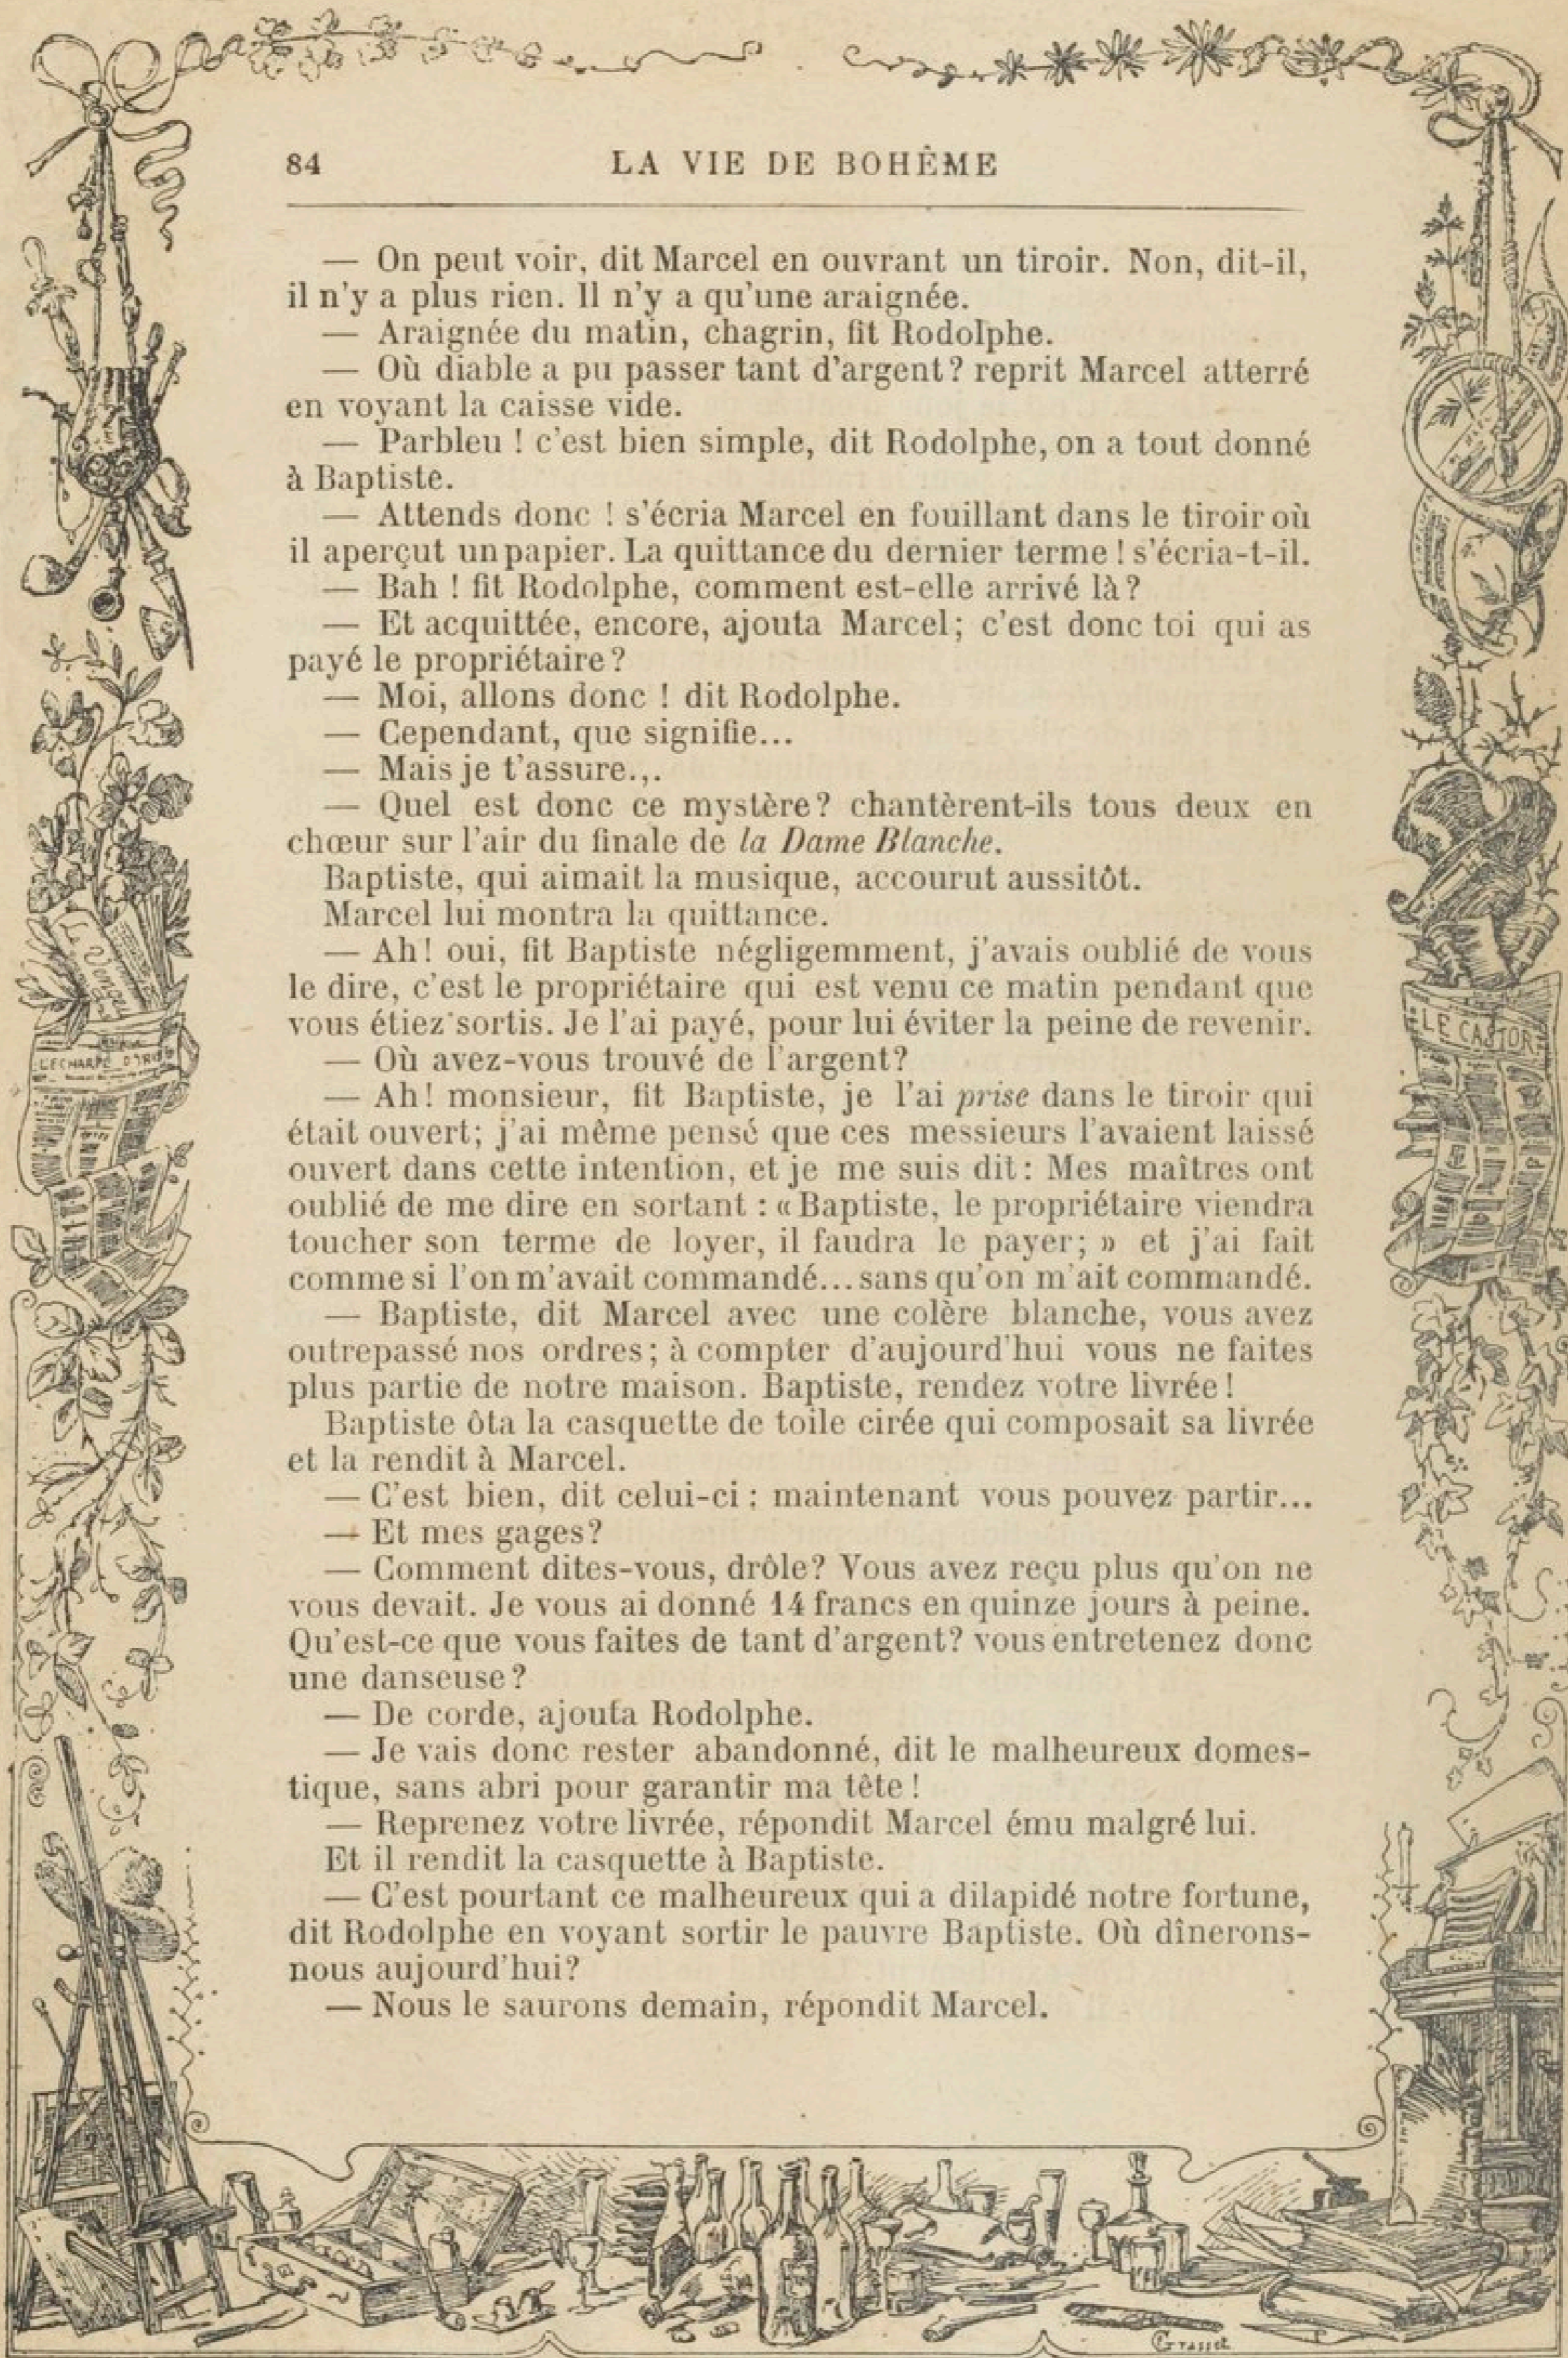 84 LA VIE DE BOHÊME
— On peut voir, dit Marcel en ouvrant un tiroir. Non, dit-il,
il n'y a plus rien. Il n'y a qu'une araignée.
— Araignée du matin, chagrin, fit Rodolphe.
— Où diable a pu passer tant d'argent? reprit Marcel atterré
en voyant la caisse vide.
— Parbleu ! c'est bien simple, dit Rodolphe, on a tout donné
à Baptiste.
— Attends donc ! s'écria Marcel en fouillant dans le tiroir où
il aperçut un papier. La quittance du dernier terme ! s'écria-t-il.
— Bah ! fit Rodolphe, comment est-elle arrivé là?
— Et acquittée, encore, ajouta Marcel; c'est donc toi qui as
payé le propriétaire?
— Moi, allons donc ! dit Rodolphe.
— Cependant, que signifie...
— Mais je t'assure.,.
— Quel est donc ce mystère? chantèrent-ils tous deux en
chœur sur l'air du finale de la Dame Blanche.
Baptiste, qui aimait la musique, accourut aussitôt.
Marcel lui montra la quittance.
— Ah! oui, fit Baptiste négligemment, j'avais oublié de vous
le dire, c'est le propriétaire qui est venu ce matin pendant que
vous étiez sortis. Je l'ai payé, pour lui éviter la peine de revenir.
— Où avez-vous trouvé de l'argent?
— Ah! monsieur, fit Baptiste, je l'ai prise dans le tiroir qui
était ouvert; j'ai même pensé que ces messieurs l'avaient laissé
ouvert dans cette intention, et je me suis dit: Mes maîtres ont
oublié de me dire en sortant : « Baptiste, le propriétaire viendra
toucher son terme de loyer, il faudra le payer; » et j'ai fait
comme si l'on m'avait commandé... sans qu'on m'ait commandé.
— Baptiste, dit Marcel avec une colère blanche, vous avez
outrepassé nos ordres; à compter d'aujourd'hui vous ne faites
plus partie de notre maison. Baptiste, rendez votre livrée!
Baptiste ôta la casquette de toile cirée qui composait sa livrée
et la rendit à Marcel.
— C'est bien, dit celui-ci : maintenant vous pouvez partir...
— Et mes gages?
— Comment dites-vous, drôle? Vous avez reçu plus qu'on ne
vous devait. Je vous ai donné 14 francs en quinze jours à peine.
Qu'est-ce que vous faites de tant d'argent? vous entretenez donc
une danseuse?
— De corde, ajouta Rodolphe.
— Je vais donc rester abandonné, dit le malheureux domes-
tique, sans abri pour garantir ma tête !
— Reprenez votre livrée, répondit Marcel ému malgré lui.
Et il rendit la casquette à Baptiste.
— C'est pourtant ce malheureux qui a dilapidé notre fortune,
dit Rodolphe en voyant sortir le pauvre Baptiste. Où dînerons-
nous aujourd'hui?
— Nous le saurons demain, répondit Marcel.
L'ECHARPE D'IRIS
LE CASTOR
Grasset